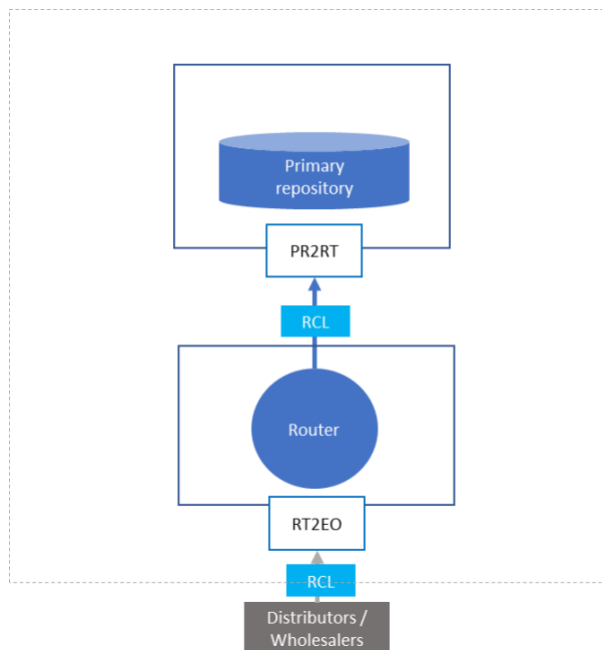 Primary
repository
PR2RT
RCL
Router
RT2EO
RCL
Distributors /
Wholesalers